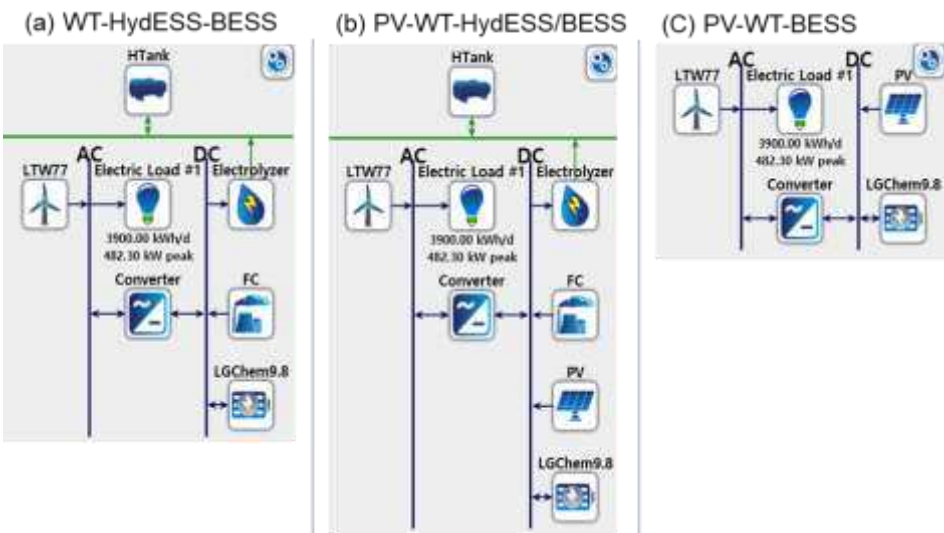 (a) WT-HydESS-BESS
HTank
AC
DC
LTW77
Electric Load #1
Electrolyzer
3900.00 kWh/d
482.30 kW peak
Converter
FC
LGChem9.8
(b) PV-WT-HydESS/BESS
HTank
AC
DC
LTW77
Electric Load #1
Electrolyzer
3900.00 kWh/d
482.30 kW peak
Converter
FC
PV
LGChem9.8
(C) PV-WT-BESS
AC
DC
LTW77
Electric Load #1
PV
3900.00 kWh/d
482.30 kW peak
Converter
LGChem9.8